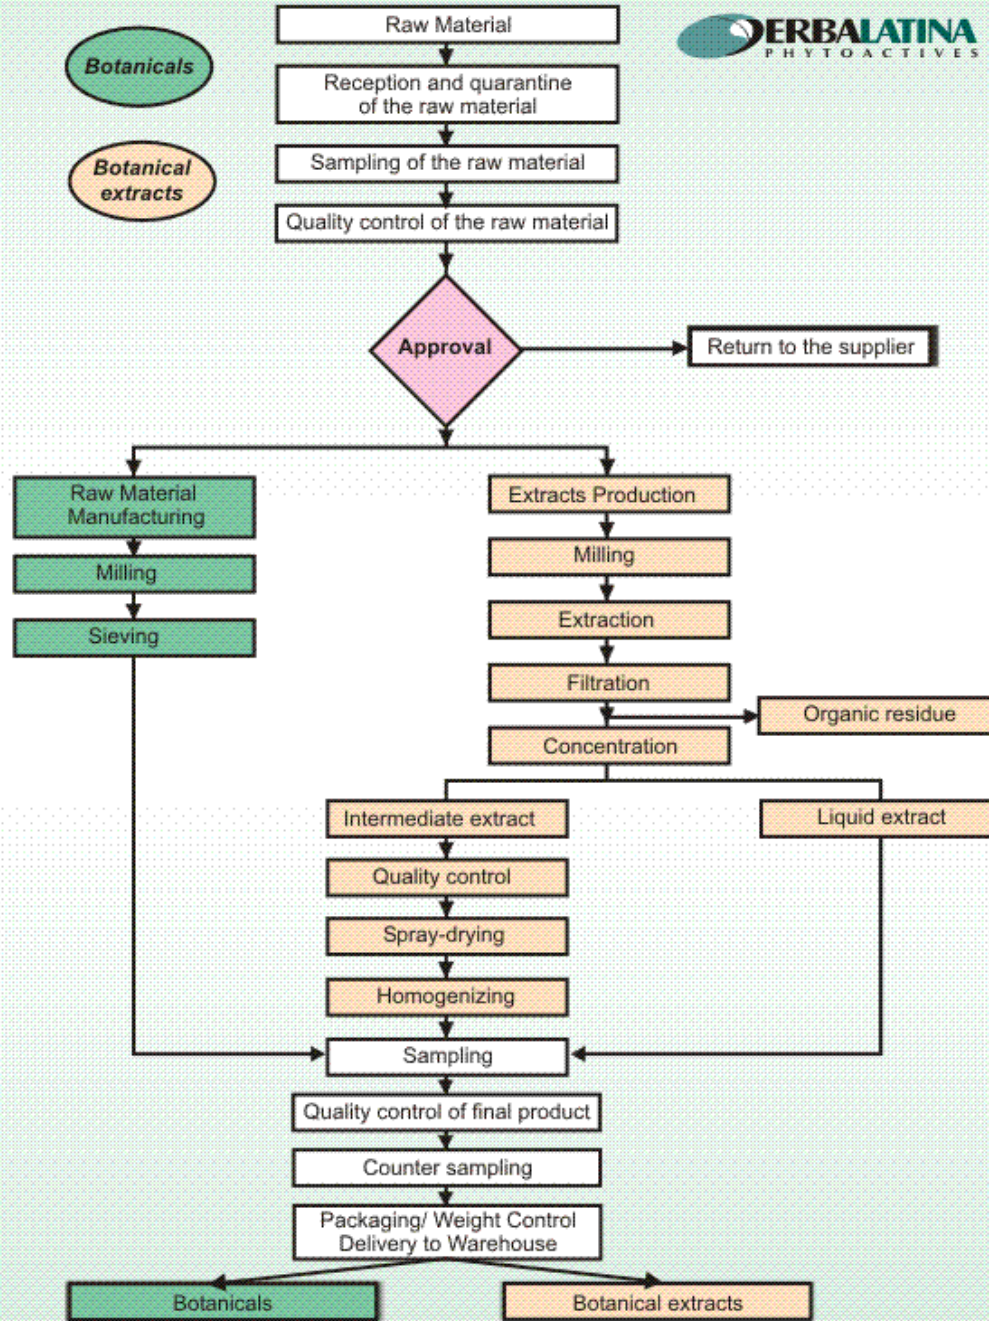 Raw Material
ERBALATINA
PHYTOACTIVES
Botanicals
Reception and quarantine
of the raw material
Botanical
extracts
Sampling of the raw material
Quality control of the raw material
Approval
Return to the supplier
Raw Material
Manufacturing
Milling
Sieving
Extracts Production
Milling
Extraction
Filtration
Organic residue
Concentration
Intermediate extract
Liquid extract
Quality control
Spray-drying
Homogenizing
Sampling
Quality control of final product
Counter sampling
Packaging/ Weight Control
Delivery to Warehouse
Botanicals
Botanical extracts